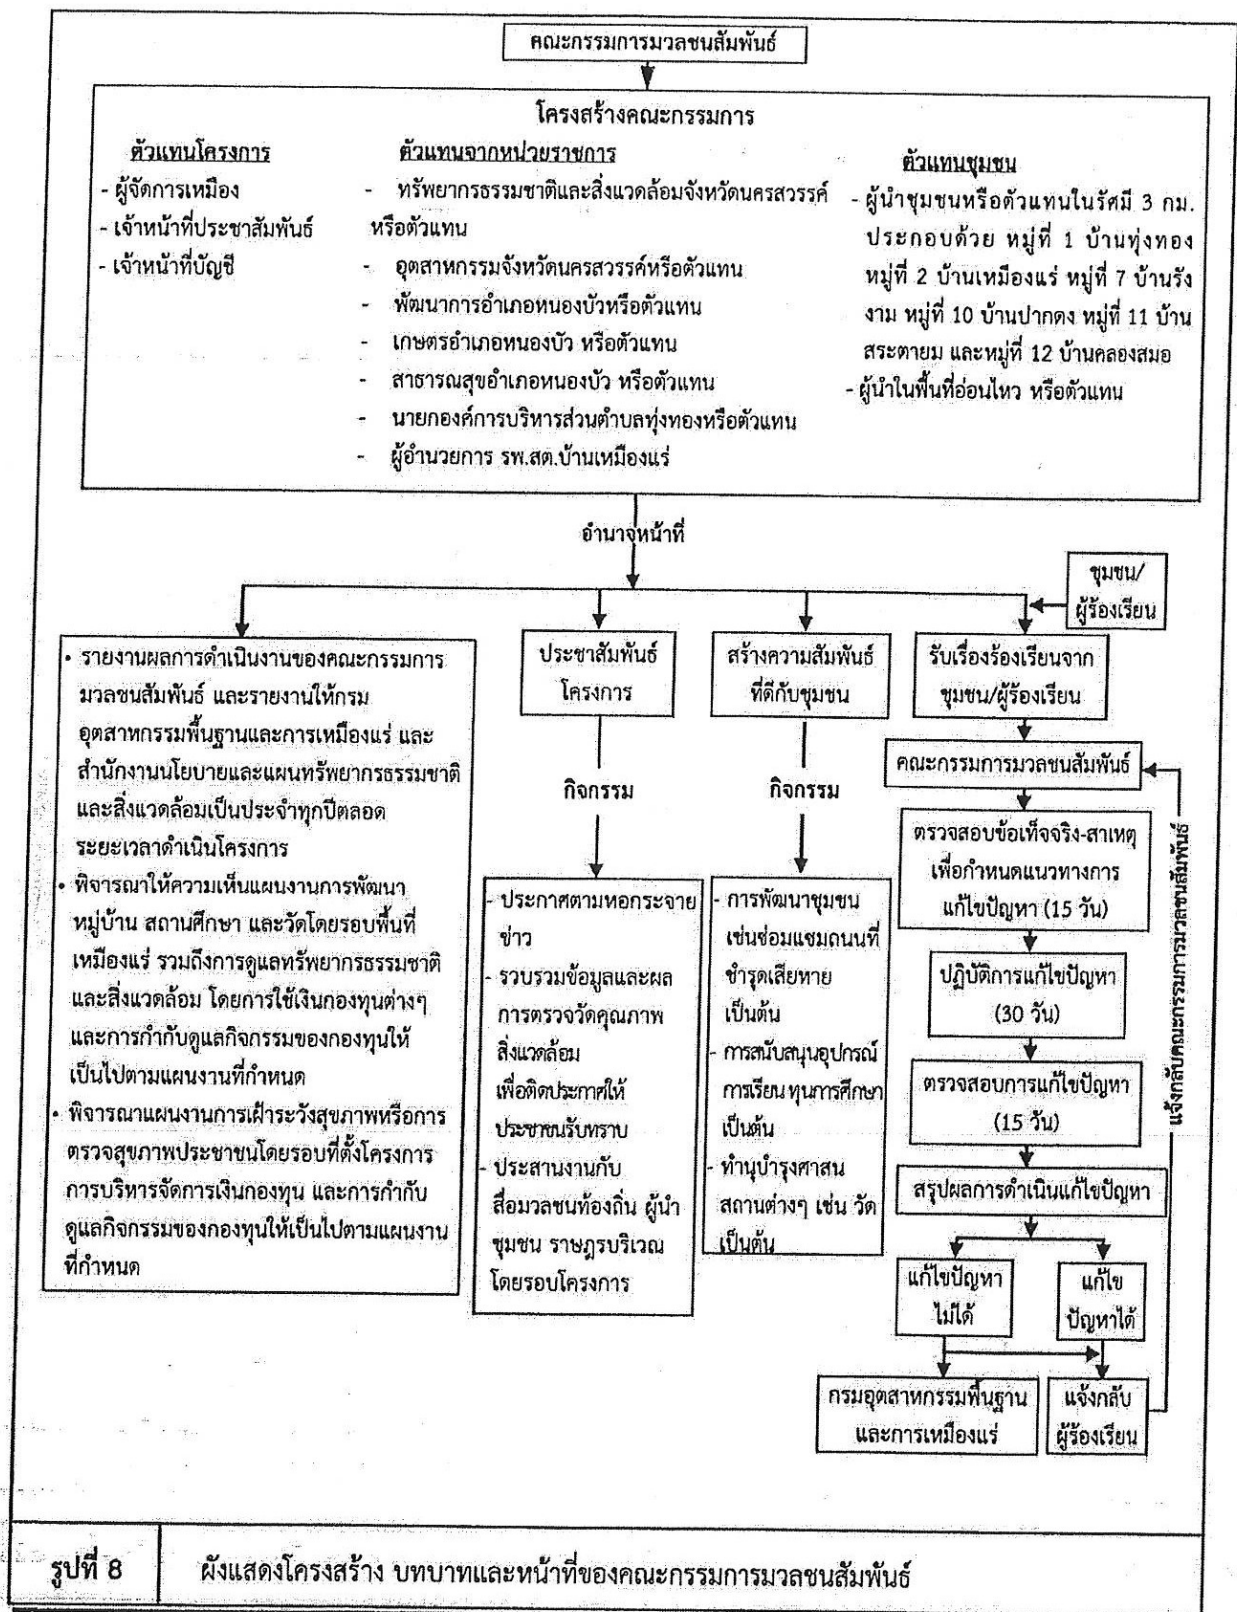 คณะกรรมการมวลชนสัมพันธ์
โครงสร้างคณะกรรมการ
ตัวแทนโครงการ
- ผู้จัดการเหมือง
- เจ้าหน้าที่ประชาสัมพันธ์
- เจ้าหน้าที่บัญชี
ตัวแทนจากหน่วยราชการ
- ทรัพยากรธรรมชาติและสิ่งแวดล้อมจังหวัดนครสวรรค์
หรือตัวแทน
- อุตสาหกรรมจังหวัดนครสวรรค์หรือตัวแทน
- พัฒนาการอำเภอหนองบัวหรือตัวแทน
- เกษตรอำเภอหนองบัว หรือตัวแทน
- สาธารณสุขอำเภอหนองบัว หรือตัวแทน
- นายกองค์การบริหารส่วนตำบลทุ่งทองหรือตัวแทน
- ผู้อำนวยการ รพ.สต.บ้านเหมืองแร่
ตัวแทนชุมชน
- ผู้นำชุมชนหรือตัวแทนในรัศมี 3 กม.
ประกอบด้วย หมู่ที่ 1 บ้านทุ่งทอง
หมู่ที่ 2 บ้านเหมืองแร่ หมู่ที่ 7 บ้านรัง
งาม หมู่ที่ 10 บ้านปากดง หมู่ที่ 11 บ้าน
สระตายม และหมู่ที่ 12 บ้านคลองสมอ
- ผู้นำในพื้นที่อ่อนไหว หรือตัวแทน
อำนาจหน้าที่
ชุมชน/
ผู้ร้องเรียน
• รายงานผลการดำเนินงานของคณะกรรมการ
มวลชนสัมพันธ์ และรายงานให้กรม
อุตสาหกรรมพื้นฐานและการเหมืองแร่ และ
สำนักงานนโยบายและแผนทรัพยากรธรรมชาติ
และสิ่งแวดล้อมเป็นประจำทุกปีตลอด
ระยะเวลาดำเนินโครงการ
• พิจารณาให้ความเห็นแผนงานการพัฒนา
หมู่บ้าน สถานศึกษา และวัดโดยรอบพื้นที่
เหมืองแร่ รวมถึงการดูแลทรัพยากรธรรมชาติ
และสิ่งแวดล้อม โดยการใช้เงินกองทุนต่างๆ
และการกำกับดูแลกิจกรรมของกองทุนให้
เป็นไปตามแผนงานที่กำหนด
• พิจารณาแผนงานการเฝ้าระวังสุขภาพหรือการ
ตรวจสุขภาพประชาชนโดยรอบที่ตั้งโครงการ
การบริหารจัดการเงินกองทุน และการกำกับ
ดูแลกิจกรรมของกองทุนให้เป็นไปตามแผนงาน
ที่กำหนด
ประชาสัมพันธ์
โครงการ
กิจกรรม
- ประกาศตามหอกระจาย
ข่าว
- รวบรวมข้อมูลและผล
การตรวจวัดคุณภาพ
สิ่งแวดล้อม
เพื่อติดประกาศให้
ประชาชนรับทราบ
- ประสานงานกับ
สื่อมวลชนท้องถิ่น ผู้นำ
ชุมชน ราษฎรบริเวณ
โดยรอบโครงการ
สร้างความสัมพันธ์
ที่ดีกับชุมชน
กิจกรรม
- การพัฒนาชุมชน
เช่นซ่อมแซมถนนที่
ชำรุดเสียหาย
เป็นต้น
- การสนับสนุนอุปกรณ์
การเรียน ทุนการศึกษา
เป็นต้น
- ทำนุบำรุงศาสน
สถานต่างๆ เช่น วัด
เป็นต้น
รับเรื่องร้องเรียนจาก
ชุมชน/ผู้ร้องเรียน
คณะกรรมการมวลชนสัมพันธ์
ตรวจสอบข้อเท็จจริง-สาเหตุ
เพื่อกำหนดแนวทางการ
แก้ไขปัญหา (15 วัน)
ปฏิบัติการแก้ไขปัญหา
(30 วัน)
ตรวจสอบการแก้ไขปัญหา
(15 วัน)
สรุปผลการดำเนินแก้ไขปัญหา
แก้ไขปัญหา
ไม่ได้
แก้ไข
ปัญหาได้
กรมอุตสาหกรรมพื้นฐาน
และการเหมืองแร่
แจ้งกลับ
ผู้ร้องเรียน
แจ้งกลับคณะกรรมการมวลชนสัมพันธ์
รูปที่ 8
ผังแสดงโครงสร้าง บทบาทและหน้าที่ของคณะกรรมการมวลชนสัมพันธ์